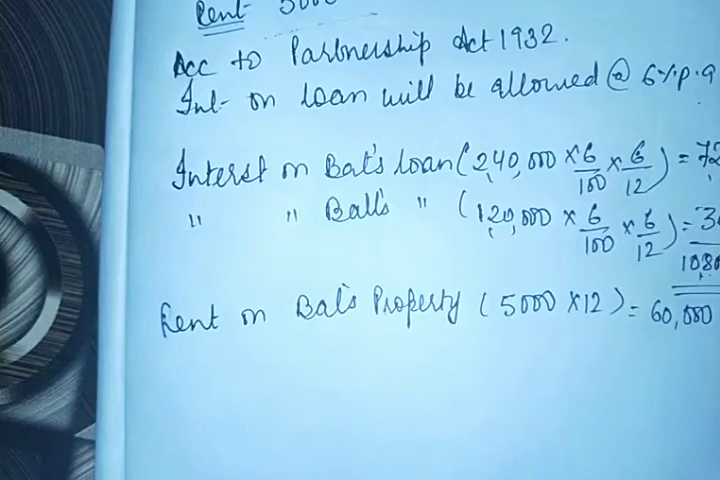 Rent- 5000
Acc to Partnership Act 1932.
Int- on loan will be allowed @ 6% p.a
Interest on Bat's loan (240,000 × 6/100 × 6/12) = 72
" " Ball's " (120,000 × 6/100 × 6/12) = 3
1080
Rent on Bat's Property (5000 × 12) = 60,000